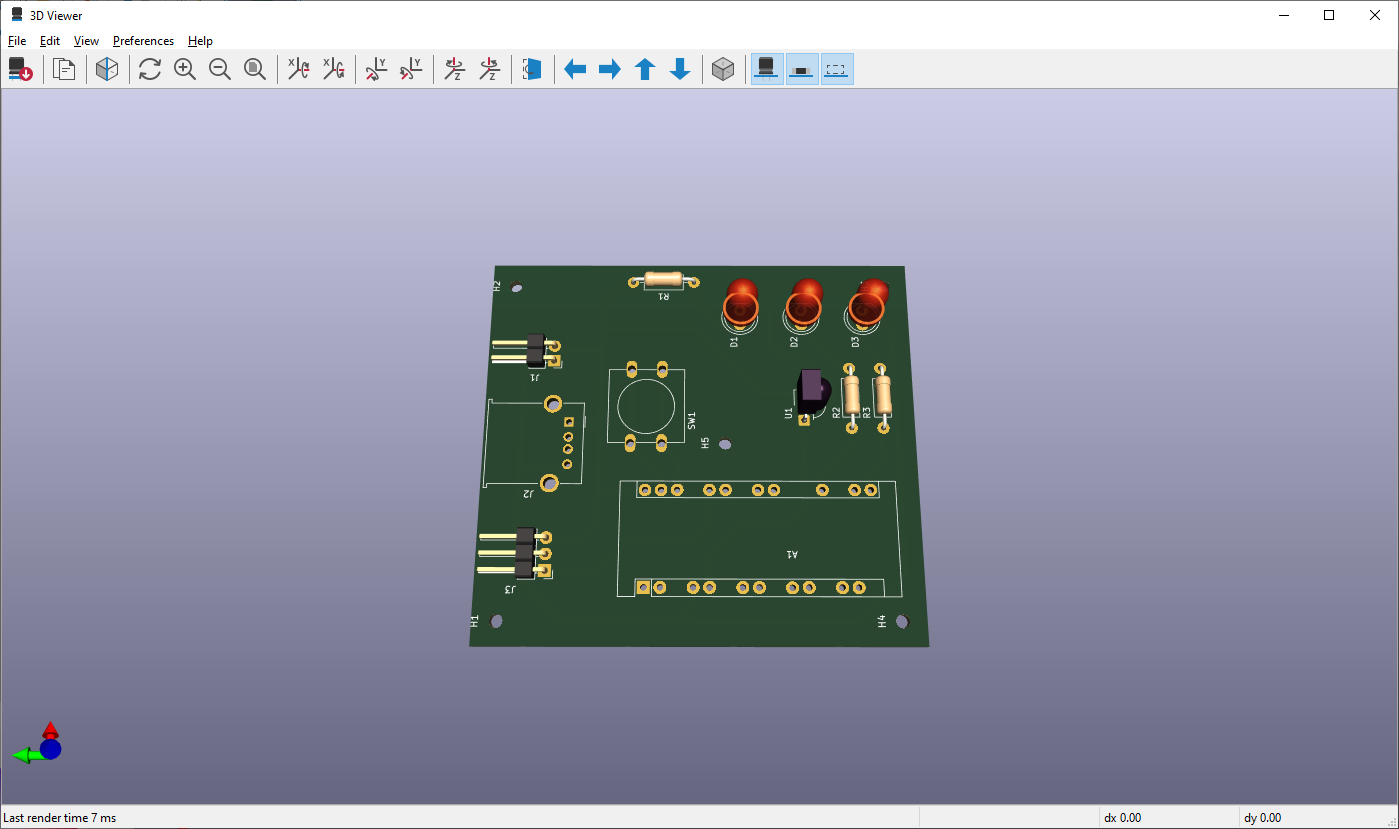 3D Viewer
File Edit View Preferences Help
X X Y Y Z Z
H2
R1
D1 D2 D3
J1
SW1
U1 R2 R3
H5
J2
A1
J3
H1
H4
Last render time 7 ms
dx 0.00
dy 0.00